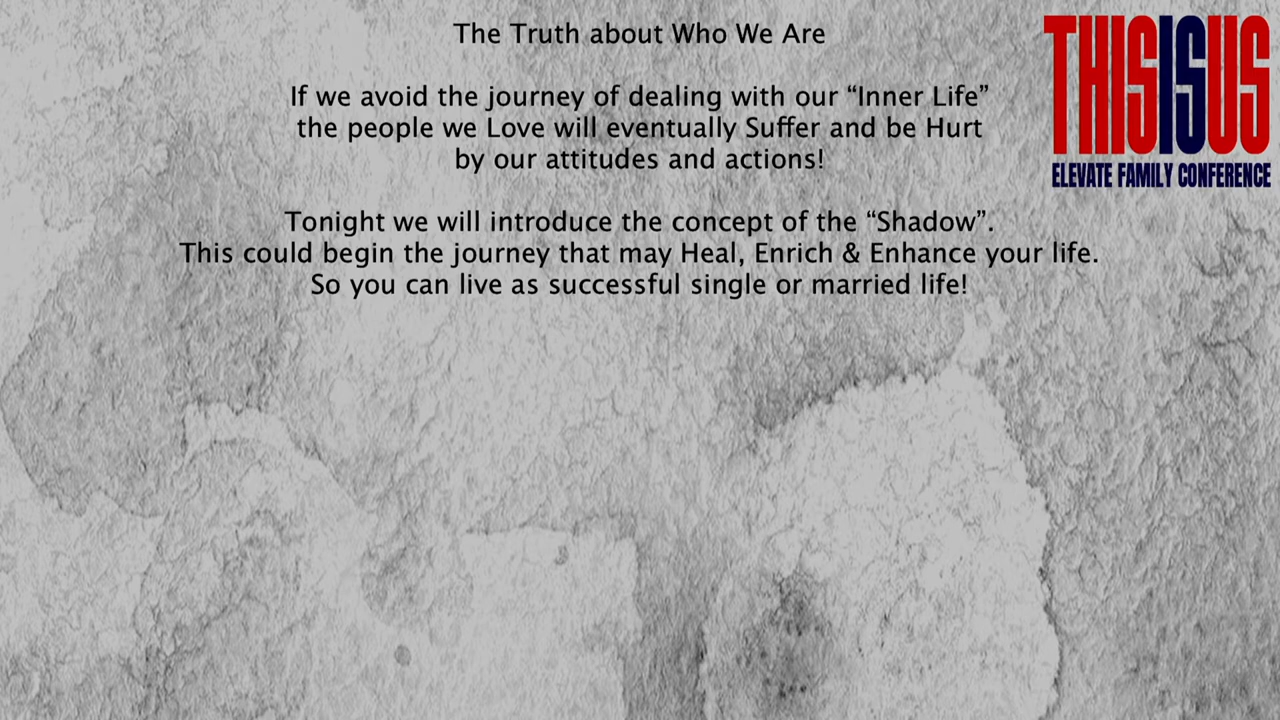 The Truth about Who We Are
If we avoid the journey of dealing with our “Inner Life”
the people we Love will eventually Suffer and be Hurt
by our attitudes and actions!
Tonight we will introduce the concept of the “Shadow”.
This could begin the journey that may Heal, Enrich & Enhance your life.
So you can live as successful single or married life!
THISISUS
ELEVATE FAMILY CONFERENCE